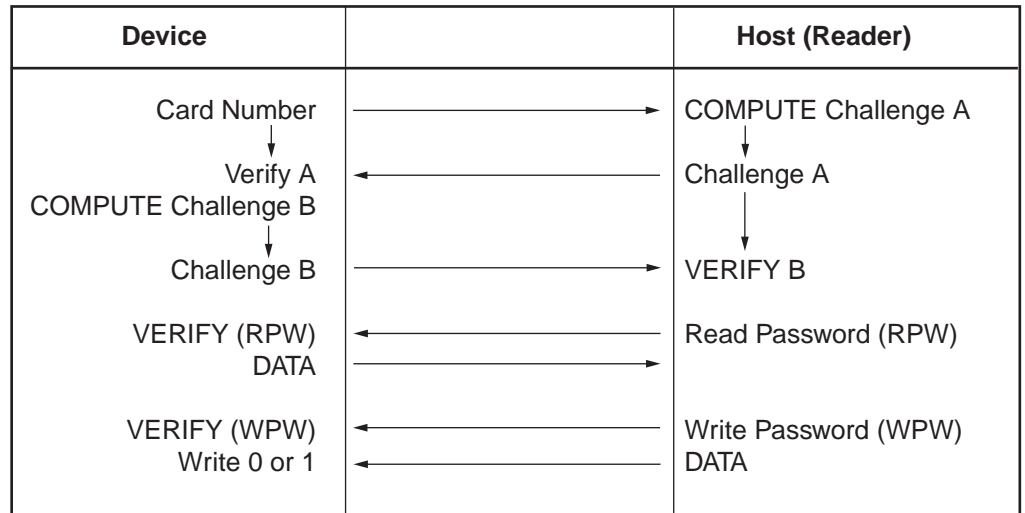 Device Host (Reader)
Card Number COMPUTE Challenge A
Verify A Challenge A
COMPUTE Challenge B
Challenge B VERIFY B
VERIFY (RPW) Read Password (RPW)
DATA
VERIFY (WPW) Write Password (WPW)
Write 0 or 1 DATA